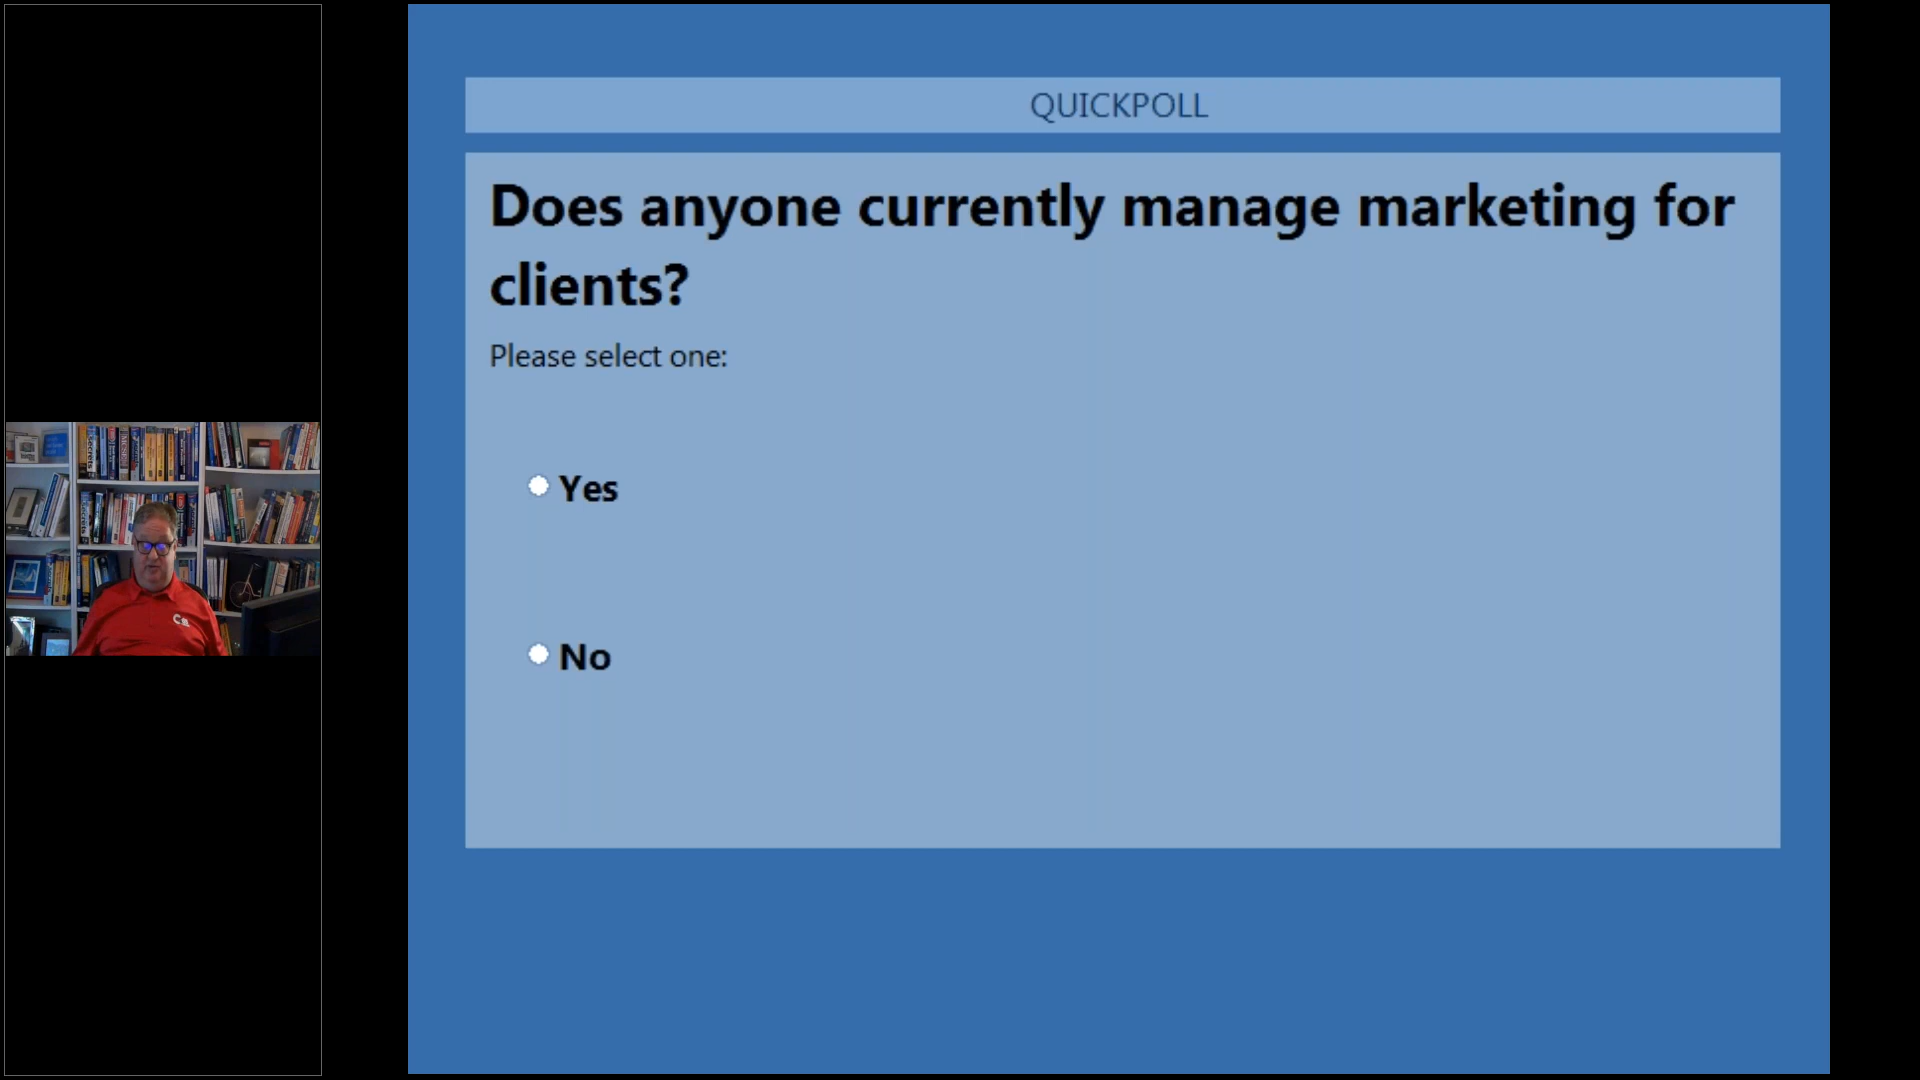 QUICKPOLL
Does anyone currently manage marketing for
clients?
Please select one:
Yes
No